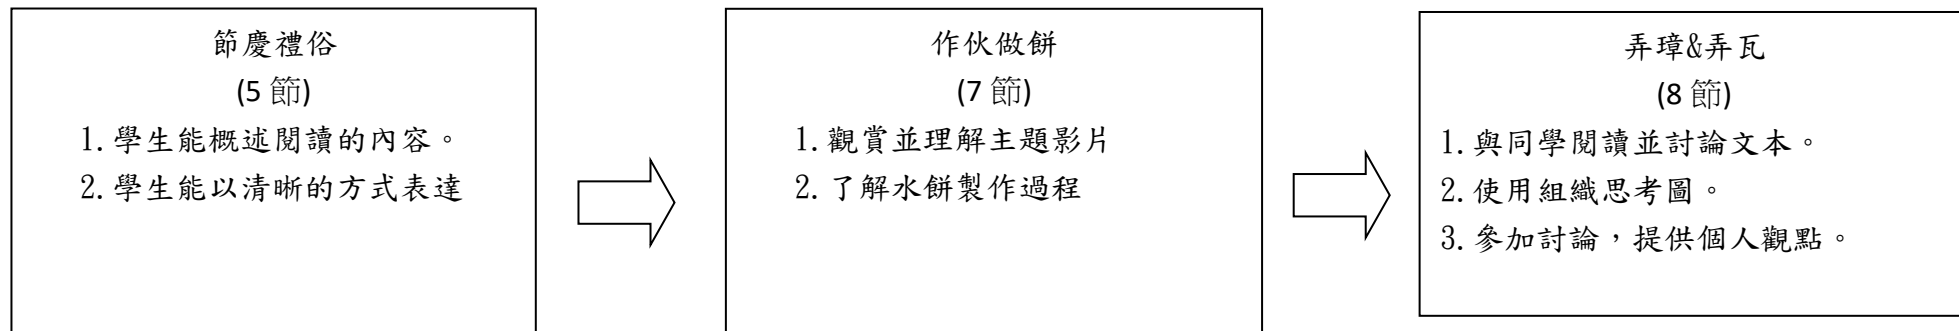 節慶禮俗
(5 節)
1.學生能概述閱讀的內容。
2.學生能以清晰的方式表達
作伙做餅
(7 節)
1.觀賞並理解主題影片
2.了解水餅製作過程
弄璋&弄瓦
(8 節)
1.與同學閱讀並討論文本。
2.使用組織思考圖。
3.參加討論，提供個人觀點。